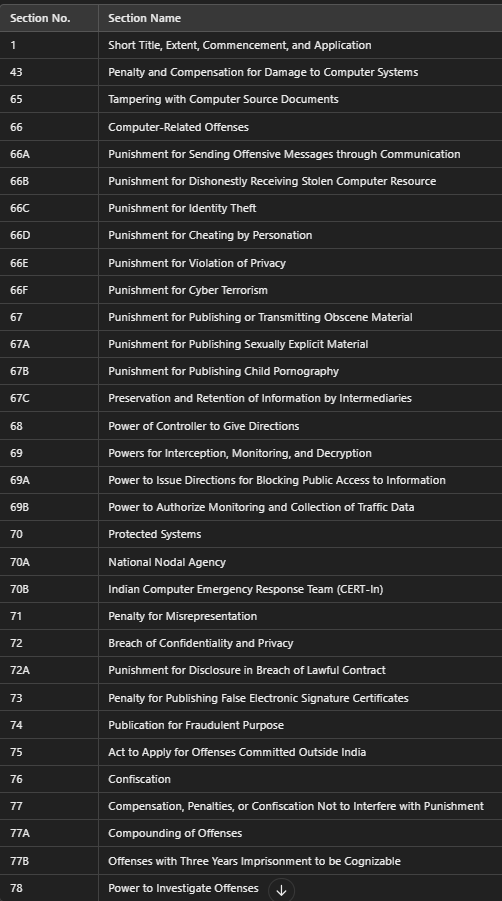 Section No. Section Name
1 Short Title, Extent, Commencement, and Application
43 Penalty and Compensation for Damage to Computer Systems
65 Tampering with Computer Source Documents
66 Computer-Related Offenses
66A Punishment for Sending Offensive Messages through Communication
66B Punishment for Dishonestly Receiving Stolen Computer Resource
66C Punishment for Identity Theft
66D Punishment for Cheating by Personation
66E Punishment for Violation of Privacy
66F Punishment for Cyber Terrorism
67 Punishment for Publishing or Transmitting Obscene Material
67A Punishment for Publishing Sexually Explicit Material
67B Punishment for Publishing Child Pornography
67C Preservation and Retention of Information by Intermediaries
68 Power of Controller to Give Directions
69 Powers for Interception, Monitoring, and Decryption
69A Power to Issue Directions for Blocking Public Access to Information
69B Power to Authorize Monitoring and Collection of Traffic Data
70 Protected Systems
70A National Nodal Agency
70B Indian Computer Emergency Response Team (CERT-In)
71 Penalty for Misrepresentation
72 Breach of Confidentiality and Privacy
72A Punishment for Disclosure in Breach of Lawful Contract
73 Penalty for Publishing False Electronic Signature Certificates
74 Publication for Fraudulent Purpose
75 Act to Apply for Offenses Committed Outside India
76 Confiscation
77 Compensation, Penalties, or Confiscation Not to Interfere with Punishment
77A Compounding of Offenses
77B Offenses with Three Years Imprisonment to be Cognizable
78 Power to Investigate Offenses